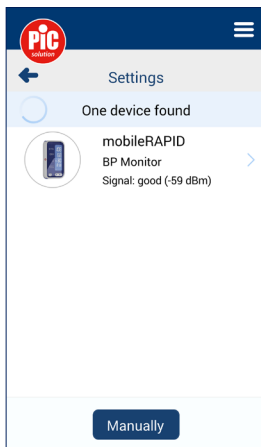 PiC
solution
Settings
One device found
mobileRAPID
BP Monitor
Signal: good (-59 dBm)
Manually